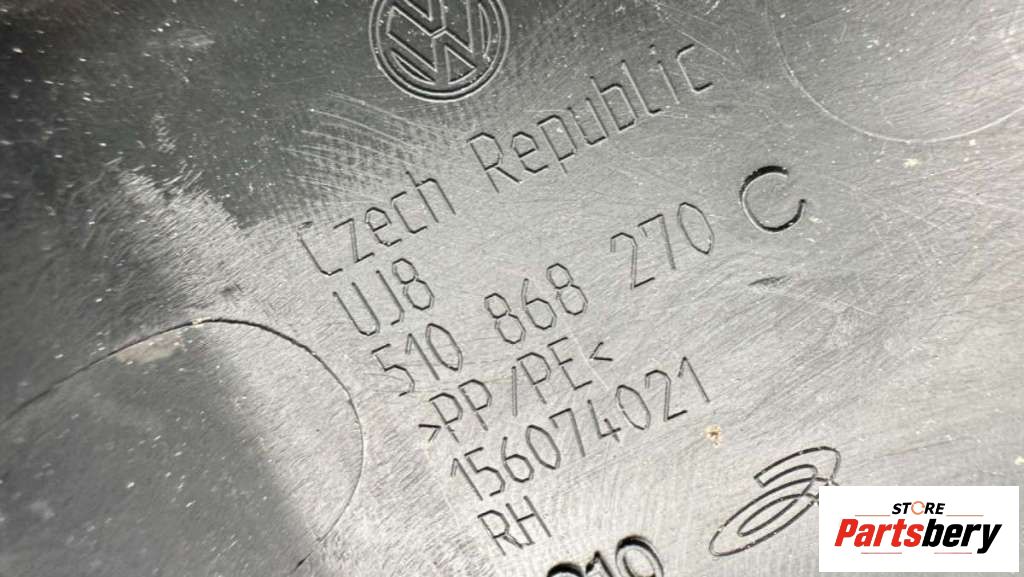 Czech Republic
UJ8
510 868 270 C
>PP/PE<
156074021
RH
STORE
Partsbery